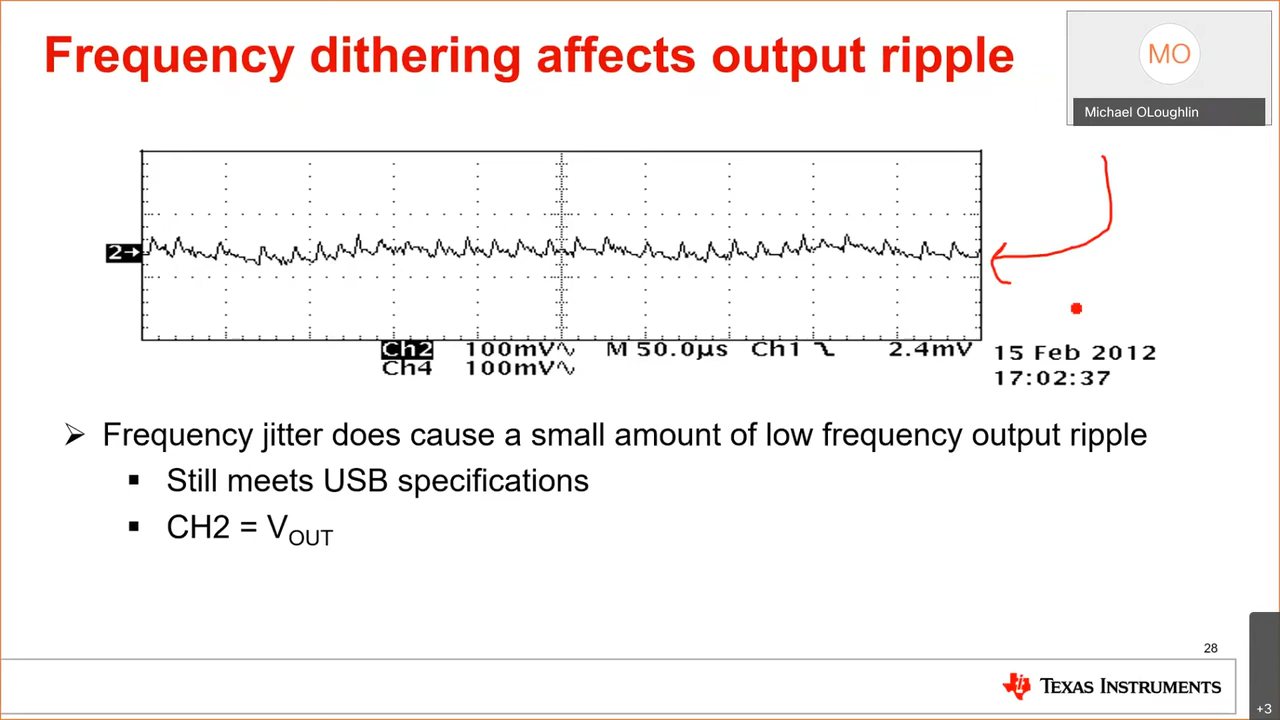 Frequency dithering affects output ripple
MO
Michael OLoughlin
2
Ch2 100mV M 50.0µs Ch1 2.4mV
Ch4 100mV
15 Feb 2012
17:02:37
➢ Frequency jitter does cause a small amount of low frequency output ripple
▪ Still meets USB specifications
▪ CH2 = VOUT
28
TEXAS INSTRUMENTS
+3